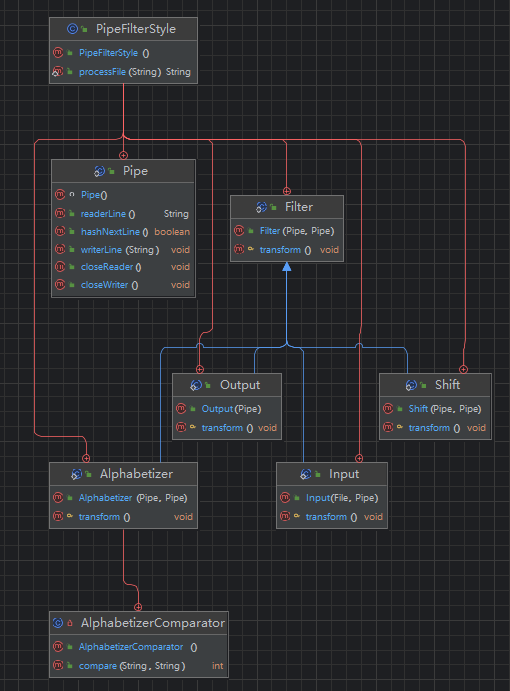 PipeFilterStyle
PipeFilterStyle ()
processFile (String) String
Pipe
Pipe()
readerLine () String
hashNextLine () boolean
writerLine (String) void
closeReader () void
closeWriter () void
Filter
Filter (Pipe, Pipe)
transform () void
Output
Output (Pipe)
transform () void
Shift
Shift (Pipe, Pipe)
transform () void
Alphabetizer
Alphabetizer (Pipe, Pipe)
transform () void
Input
Input(File, Pipe)
transform () void
AlphabetizerComparator
AlphabetizerComparator ()
compare (String, String) int